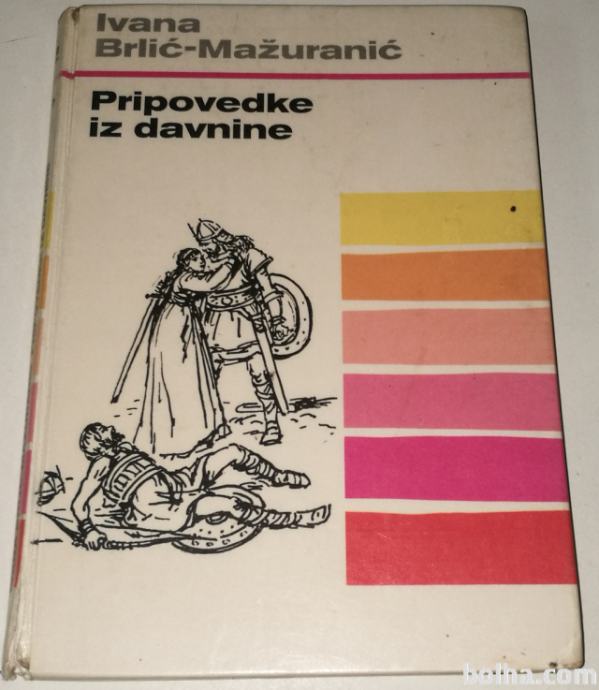 Ivana
Brlić-Mažuranić
Pripovedke
iz davnine
bolha.com